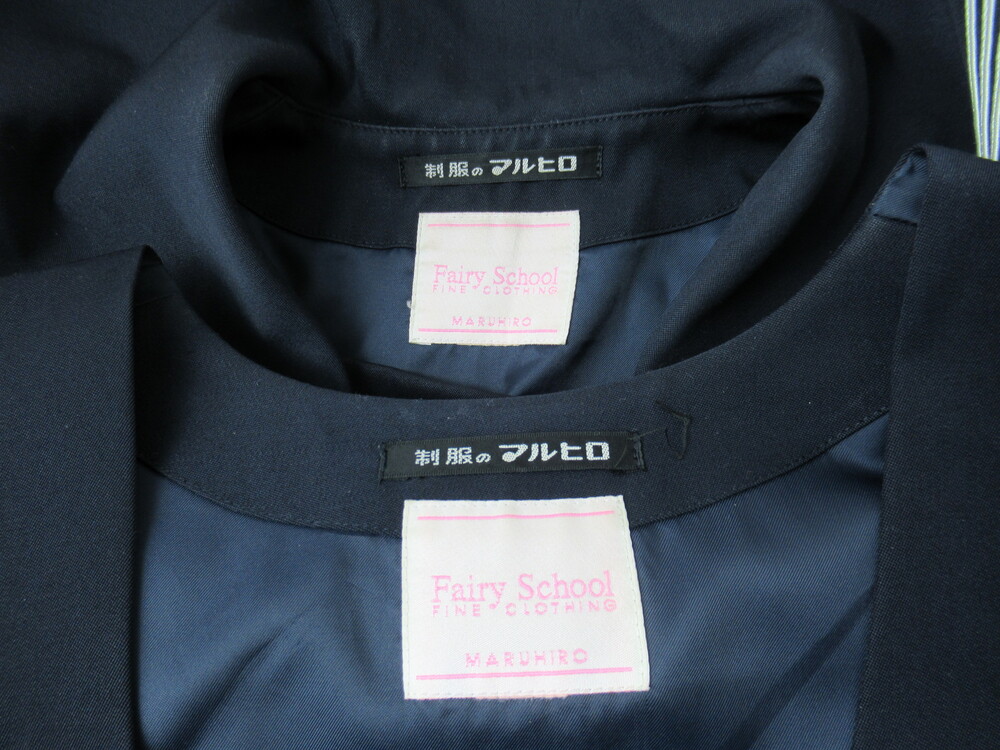 制服の マルヒロ
Fairy School
FINE CLOTHING
MARUHIRO
制服の マルヒロ
Fairy School
FINE CLOTHING
MARUHIRO